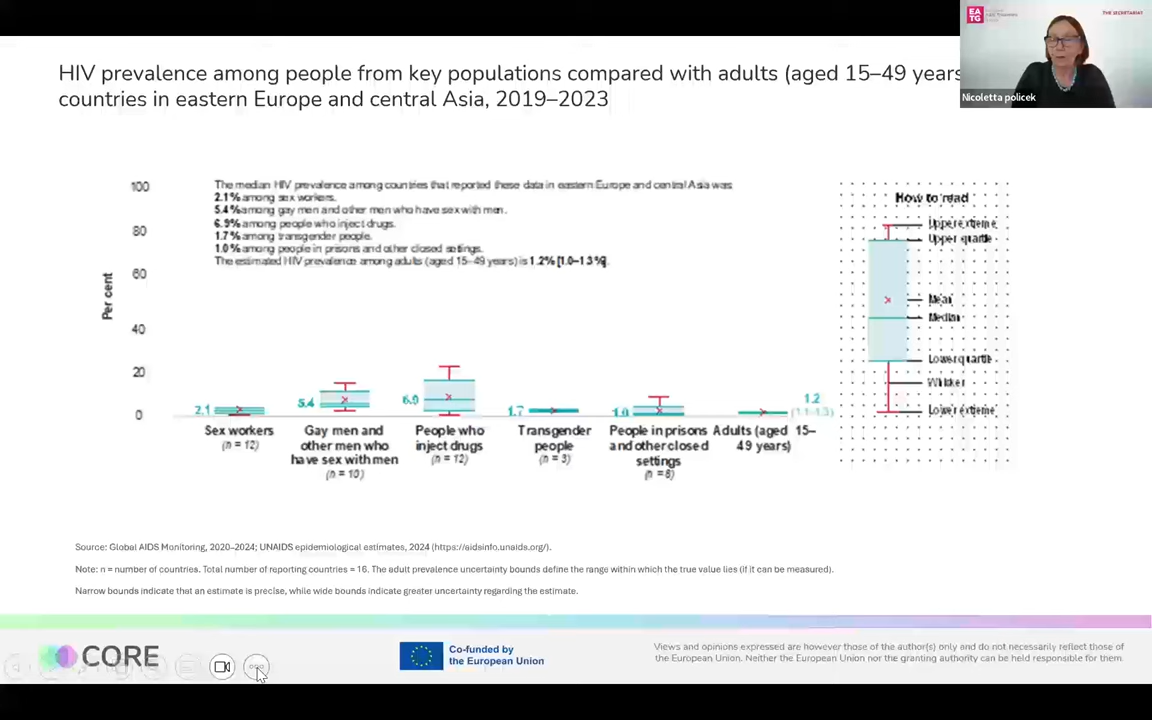 EA
TG
THE SECRETARIAT
Nicoletta policek
HIV prevalence among people from key populations compared with adults (aged 15–49 years
countries in eastern Europe and central Asia, 2019–2023
The median HIV prevalence among countries that reported these data in eastern Europe and central Asia was:
2.1% among sex workers.
5.4% among gay men and other men who have sex with men.
6.9% among people who inject drugs.
1.7% among transgender people.
1.0% among people in prisons and other closed settings.
The estimated HIV prevalence among adults (aged 15–49 years) is 1.2% [1.0–1.3%].
Per cent
100
80
60
40
20
0
2.1
5.4
6.9
1.7
1.0
1.2
Sex workers
(n = 12)
Gay men and
other men who
have sex with men
(n = 10)
People who
inject drugs
(n = 12)
Transgender
people
(n = 3)
People in prisons
and other closed
settings
(n = 8)
Adults (aged 15–
49 years)
How to read
Upper extreme
Upper quartile
Mean
Median
Lower quartile
Whisker
Lower extreme
Source: Global AIDS Monitoring, 2020–2024; UNAIDS epidemiological estimates, 2024 (https://aidsinfo.unaids.org/).
Note: n = number of countries. Total number of reporting countries = 16. The adult prevalence uncertainty bounds define the range within which the true value lies (if it can be measured).
Narrow bounds indicate that an estimate is precise, while wide bounds indicate greater uncertainty regarding the estimate.
CORE
Co-funded by
the European Union
Views and opinions expressed are however those of the author(s) only and do not necessarily reflect those of
the European Union. Neither the European Union nor the granting authority can be held responsible for them.